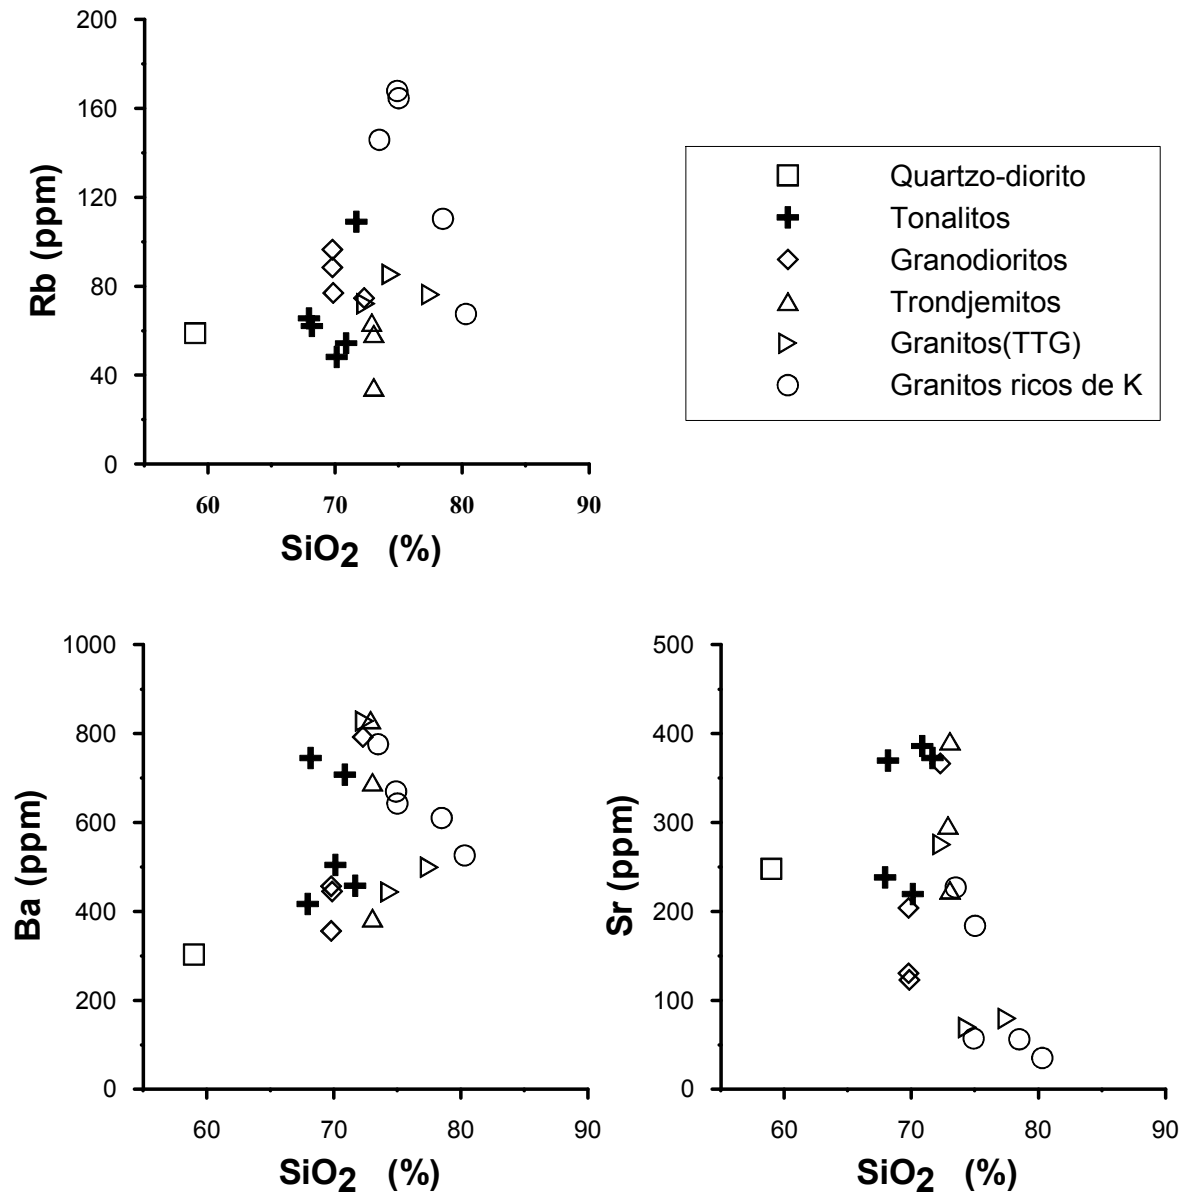 200
160
120
80
40
0
Rb (ppm)
60 70 80 90
SiO2 (%)
Quartzo-diorito
Tonalitos
Granodioritos
Trondjemitos
Granitos(TTG)
Granitos ricos de K
1000
800
600
400
200
0
Ba (ppm)
60 70 80 90
SiO2 (%)
500
400
300
200
100
0
Sr (ppm)
60 70 80 90
SiO2 (%)